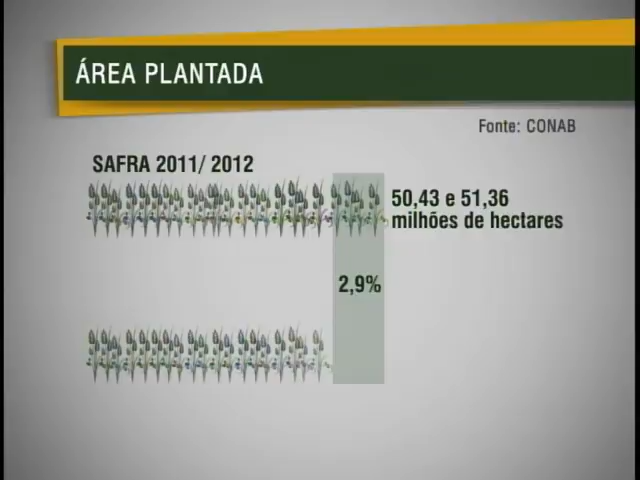 ÁREA PLANTADA
Fonte: CONAB
SAFRA 2011/ 2012
50,43 e 51,36
milhões de hectares
2,9%